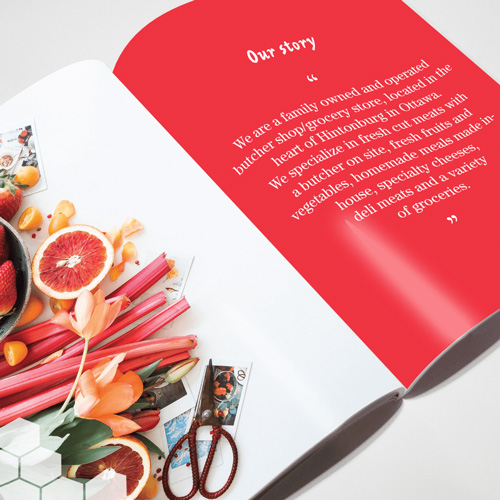 Our story
“
We are a family owned and operated
butcher shop/grocery store, located in the
heart of Hintonburg in Ottawa.
We specialize in fresh cut meats with
a butcher on site, fresh fruits and
vegetables, homemade meals made in-
house, specialty cheeses,
deli meats and a variety
of groceries.
”